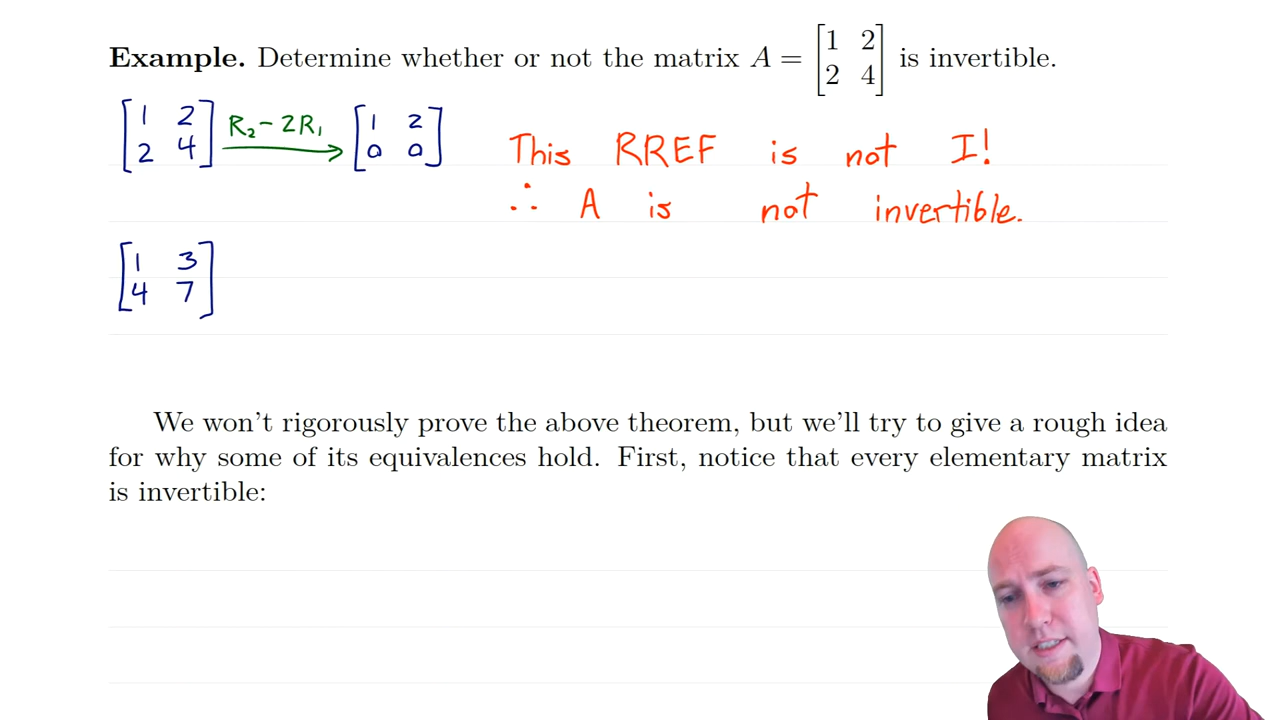 Example. Determine whether or not the matrix A = [1 2; 2 4] is invertible.
[1 2; 2 4] R₂ − 2R₁ → [1 2; 0 0]
This RREF is not I!
∴ A is not invertible.
[1 3; 4 7]
We won't rigorously prove the above theorem, but we'll try to give a rough idea
for why some of its equivalences hold. First, notice that every elementary matrix
is invertible: